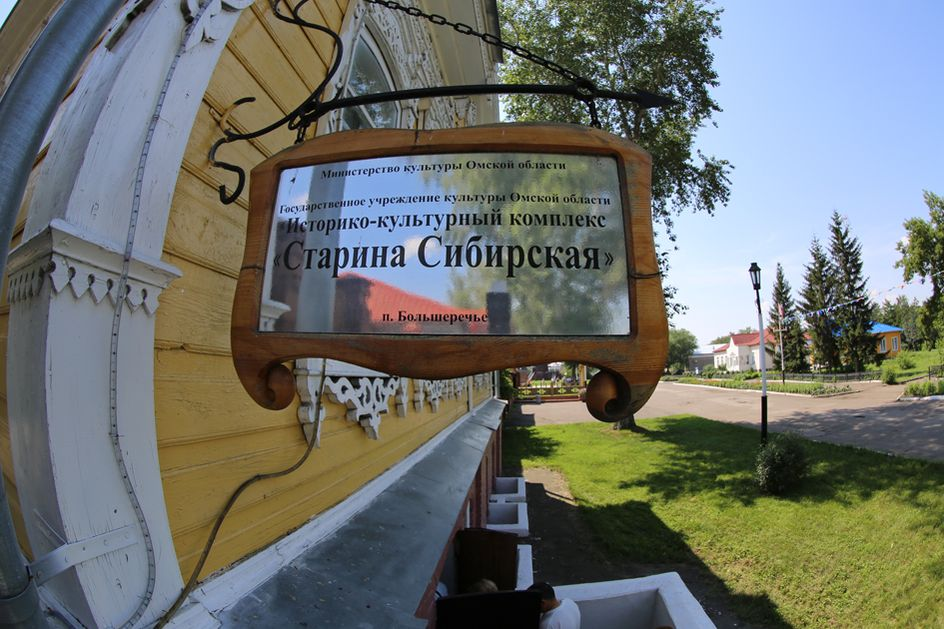 Министерство культуры Омской области
Государственное учреждение культуры Омской области
Историко-культурный комплекс
«Старина Сибирская»
п. Большеречье